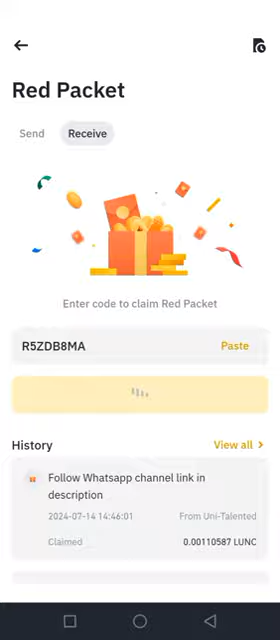 Red Packet
Send
Receive
Enter code to claim Red Packet
R5ZDB8MA
Paste
History
View all
Follow Whatsapp channel link in
description
2024-07-14 14:46:01
From Uni-Talented
Claimed
0.00110587 LUNC